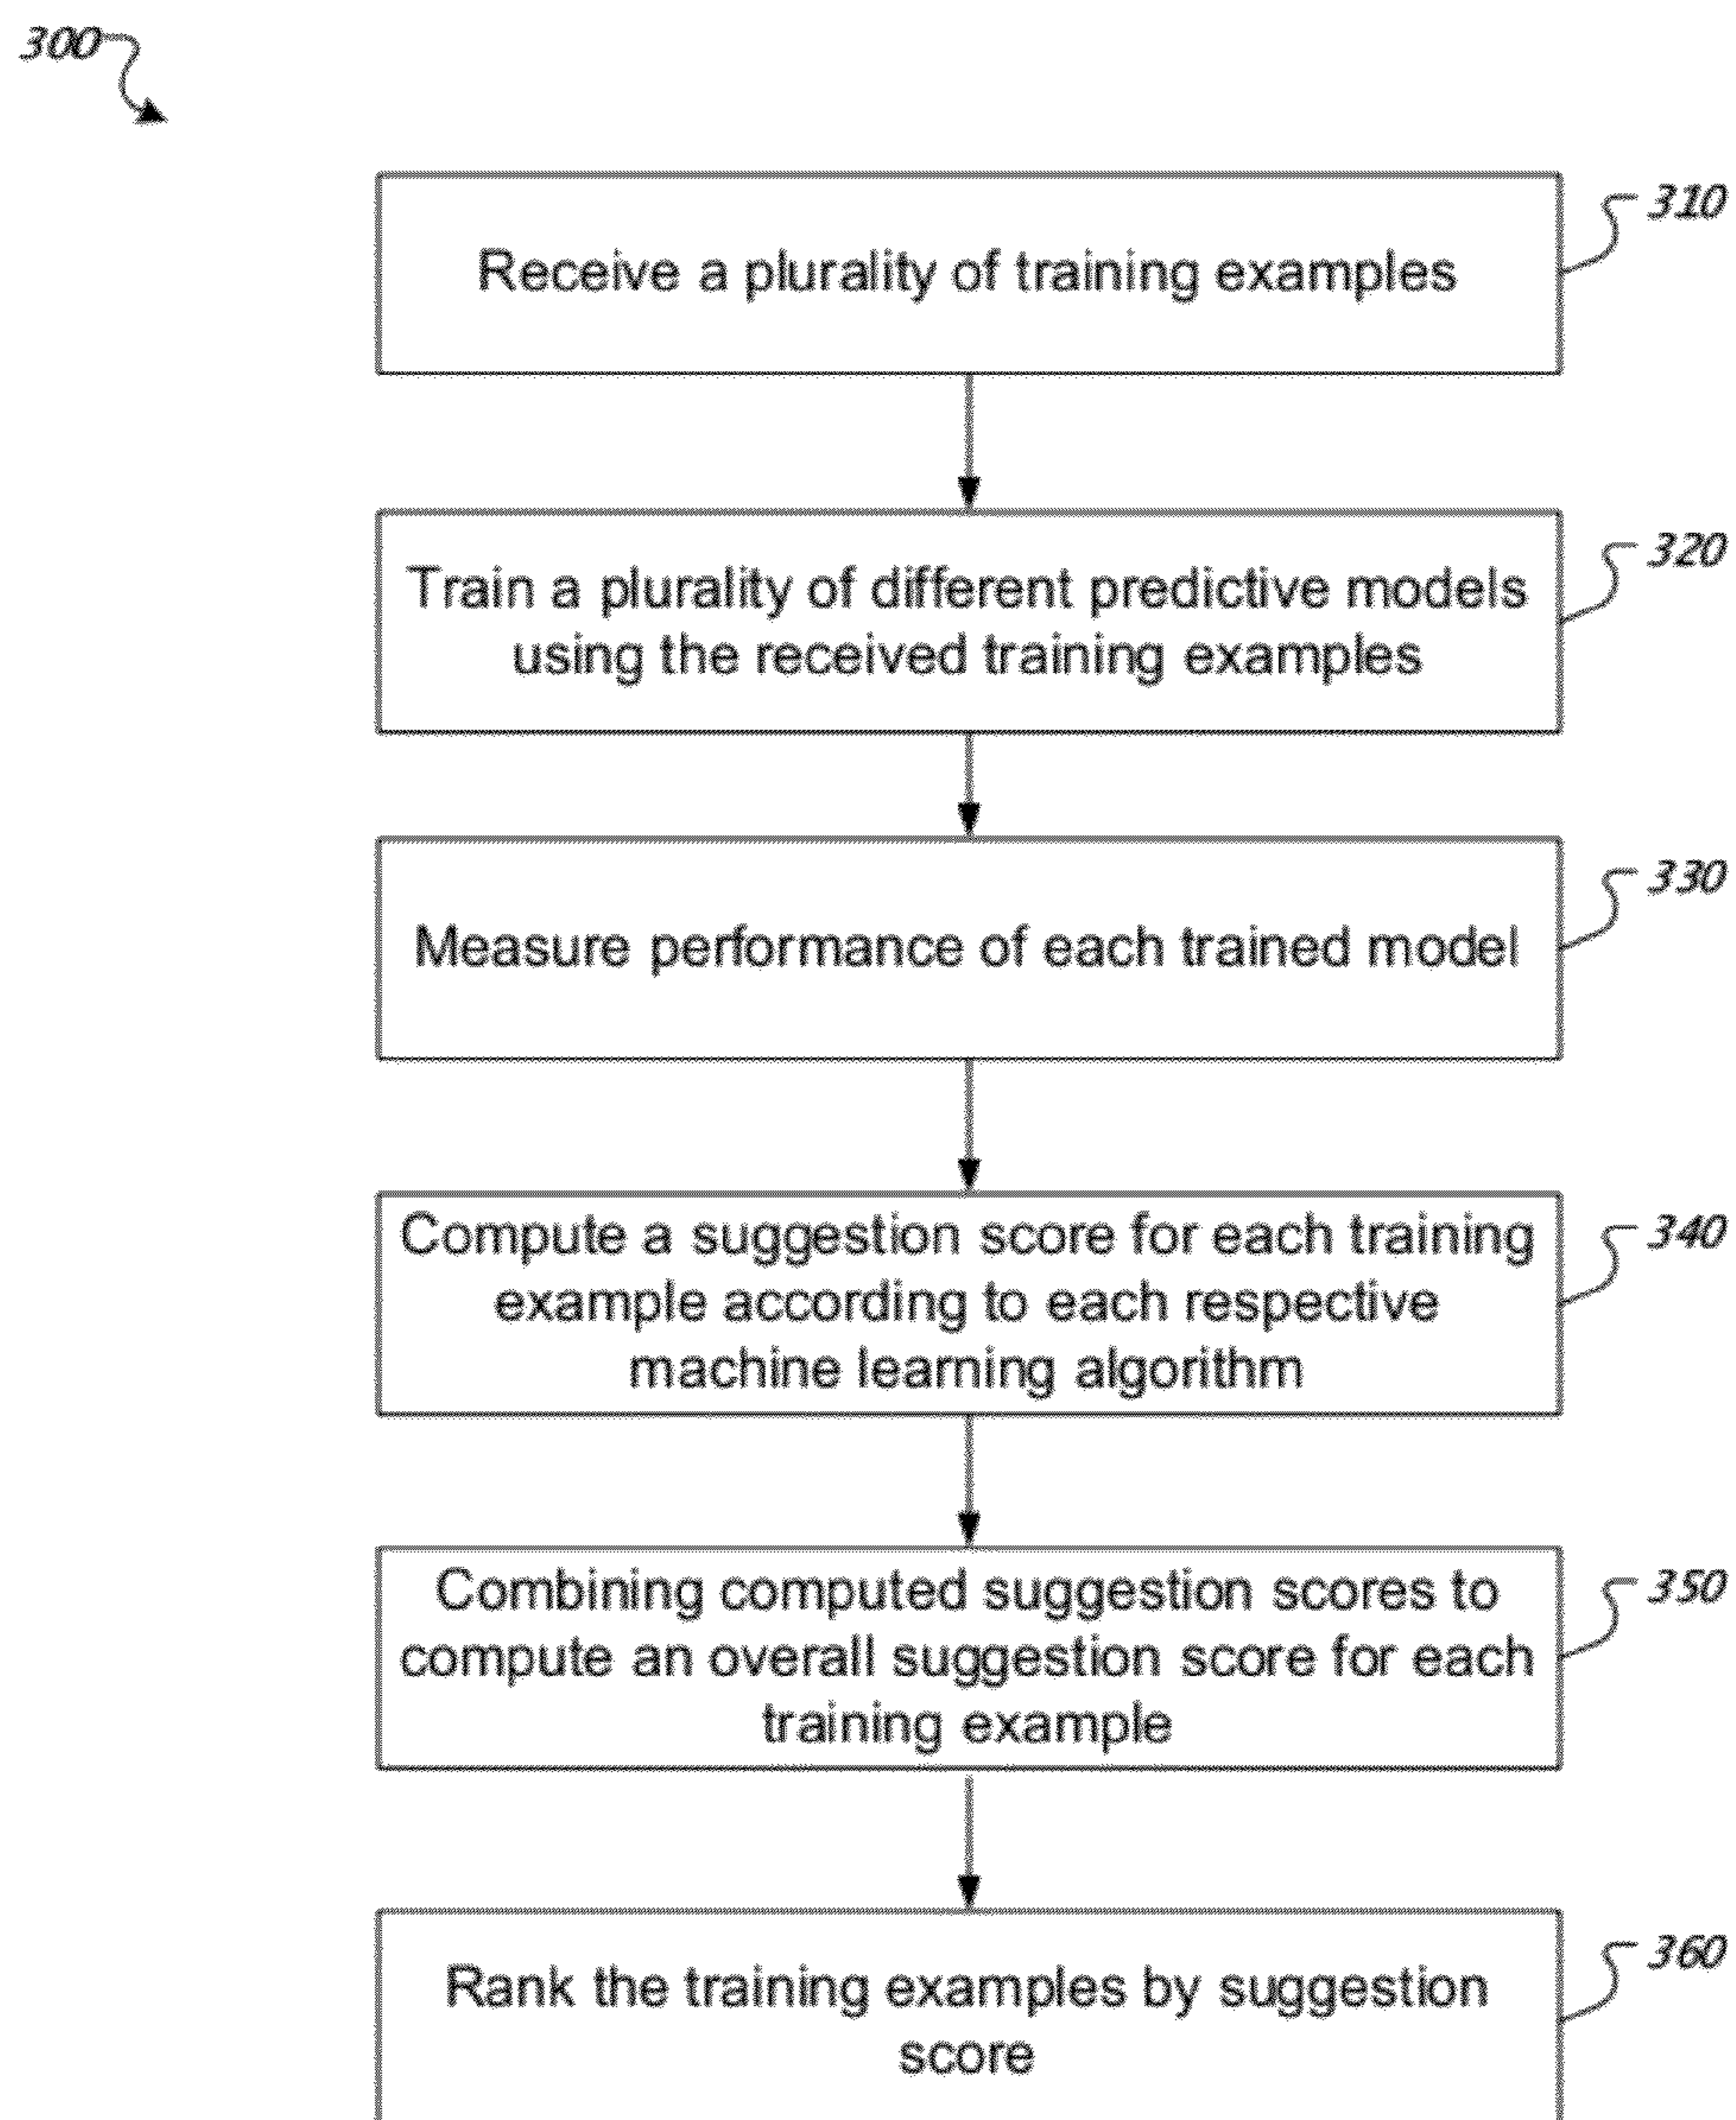 300
310
Receive a plurality of training examples
320
Train a plurality of different predictive models
using the received training examples
330
Measure performance of each trained model
340
Compute a suggestion score for each training
example according to each respective
machine learning algorithm
350
Combining computed suggestion scores to
compute an overall suggestion score for each
training example
360
Rank the training examples by suggestion
score